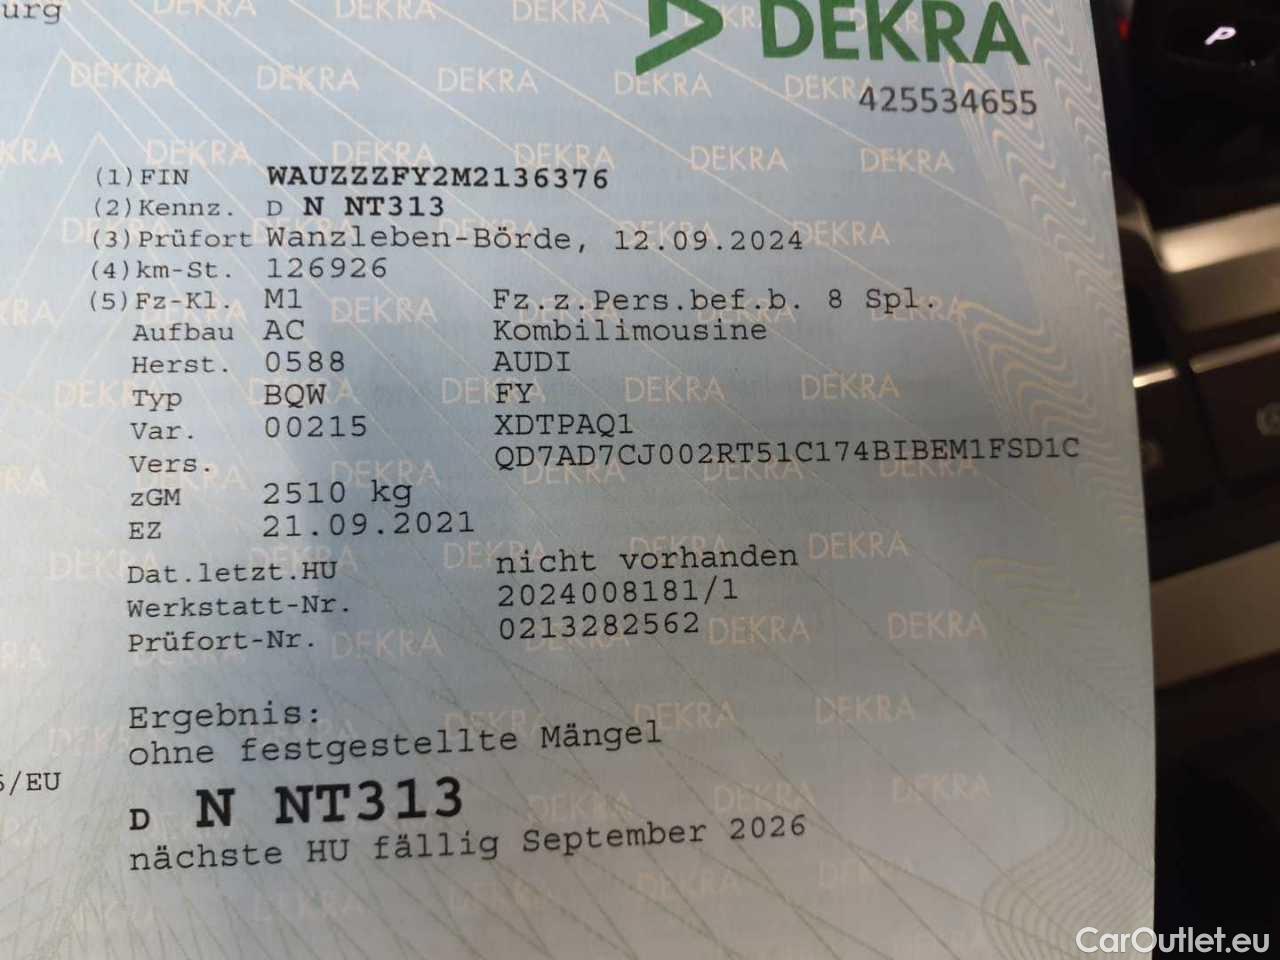 urg
DEKRA
425534655
(1) FIN WAUZZZFY2M2136376
(2) Kennz. D N NT313
(3) Prüfort Wanzleben-Börde, 12.09.2024
(4) km-St. 126926
(5) Fz-Kl. M1 Fz.z.Pers.bef.b. 8 Spl.
Aufbau AC Kombilimousine
Herst. 0588 AUDI
Typ BQW FY
Var. 00215 XDTPAQ1
Vers. QD7AD7CJ002RT51C174BIBEM1FSD1C
zGM 2510 kg
EZ 21.09.2021
Dat.letzt.HU nicht vorhanden
Werkstatt-Nr. 2024008181/1
Prüfort-Nr. 0213282562
Ergebnis:
ohne festgestellte Mängel
/EU
D N NT313
nächste HU fällig September 2026
P
CarOutlet.eu